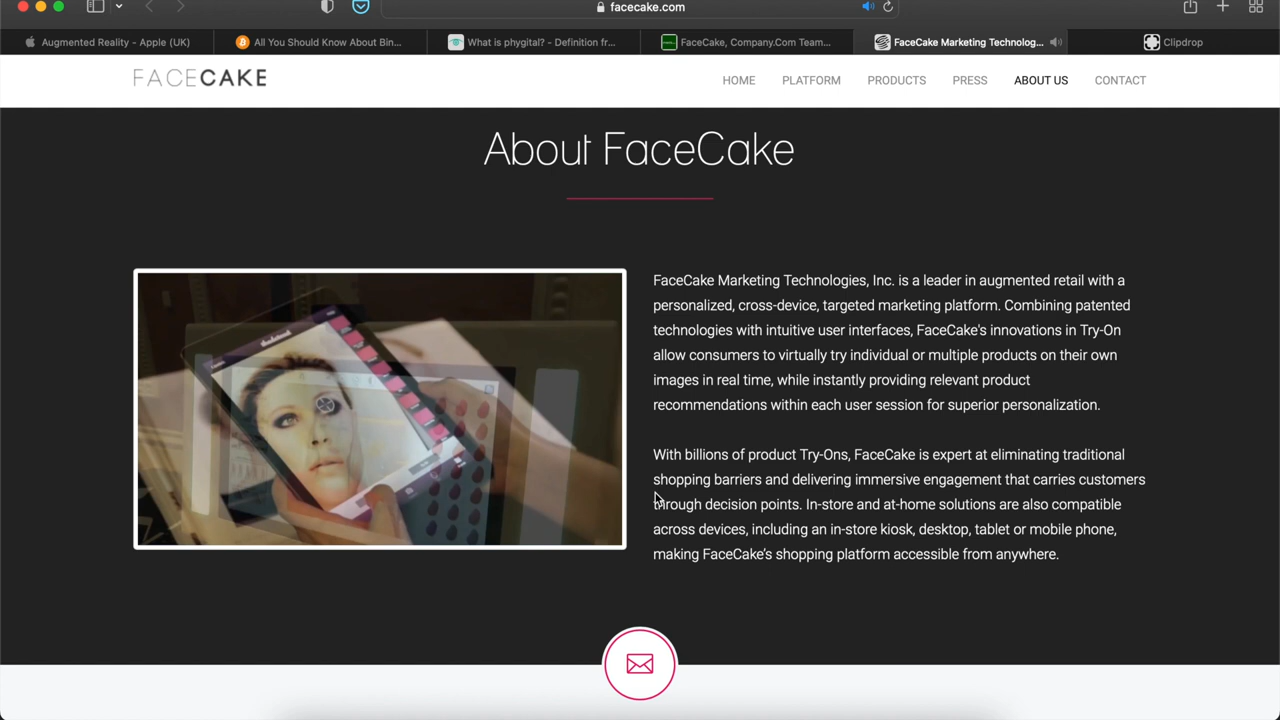 facecake.com
Augmented Reality - Apple (UK)
All You Should Know About Bin...
What is phygital? - Definition fr...
FaceCake, Company.Com Team...
FaceCake Marketing Technolog...
Clipdrop
FACECAKE
HOME
PLATFORM
PRODUCTS
PRESS
ABOUT US
CONTACT
About FaceCake
FaceCake Marketing Technologies, Inc. is a leader in augmented retail with a
personalized, cross-device, targeted marketing platform. Combining patented
technologies with intuitive user interfaces, FaceCake's innovations in Try-On
allow consumers to virtually try individual or multiple products on their own
images in real time, while instantly providing relevant product
recommendations within each user session for superior personalization.
With billions of product Try-Ons, FaceCake is expert at eliminating traditional
shopping barriers and delivering immersive engagement that carries customers
through decision points. In-store and at-home solutions are also compatible
across devices, including an in-store kiosk, desktop, tablet or mobile phone,
making FaceCake's shopping platform accessible from anywhere.